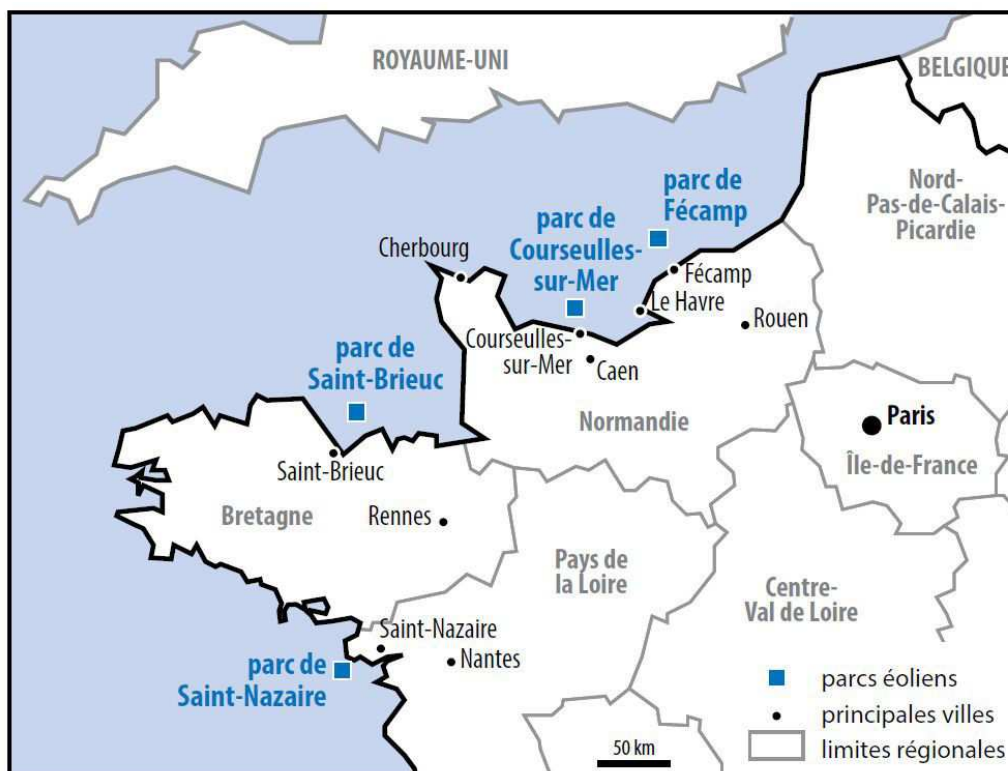 ROYAUME-UNI
BELGIQUE
Nord-
Pas-de-Calais-
Picardie
parc de
Fécamp
parc de
Courseulles-
sur-Mer
Cherbourg
Fécamp
Le Havre
Rouen
Courseulles-
sur-Mer
Caen
parc de
Saint-Brieuc
Normandie
Paris
Île-de-France
Saint-Brieuc
Bretagne
Rennes
Pays de
la Loire
Centre-
Val de Loire
Saint-Nazaire
Nantes
parc de
Saint-Nazaire
parcs éoliens
principales villes
limites régionales
50 km